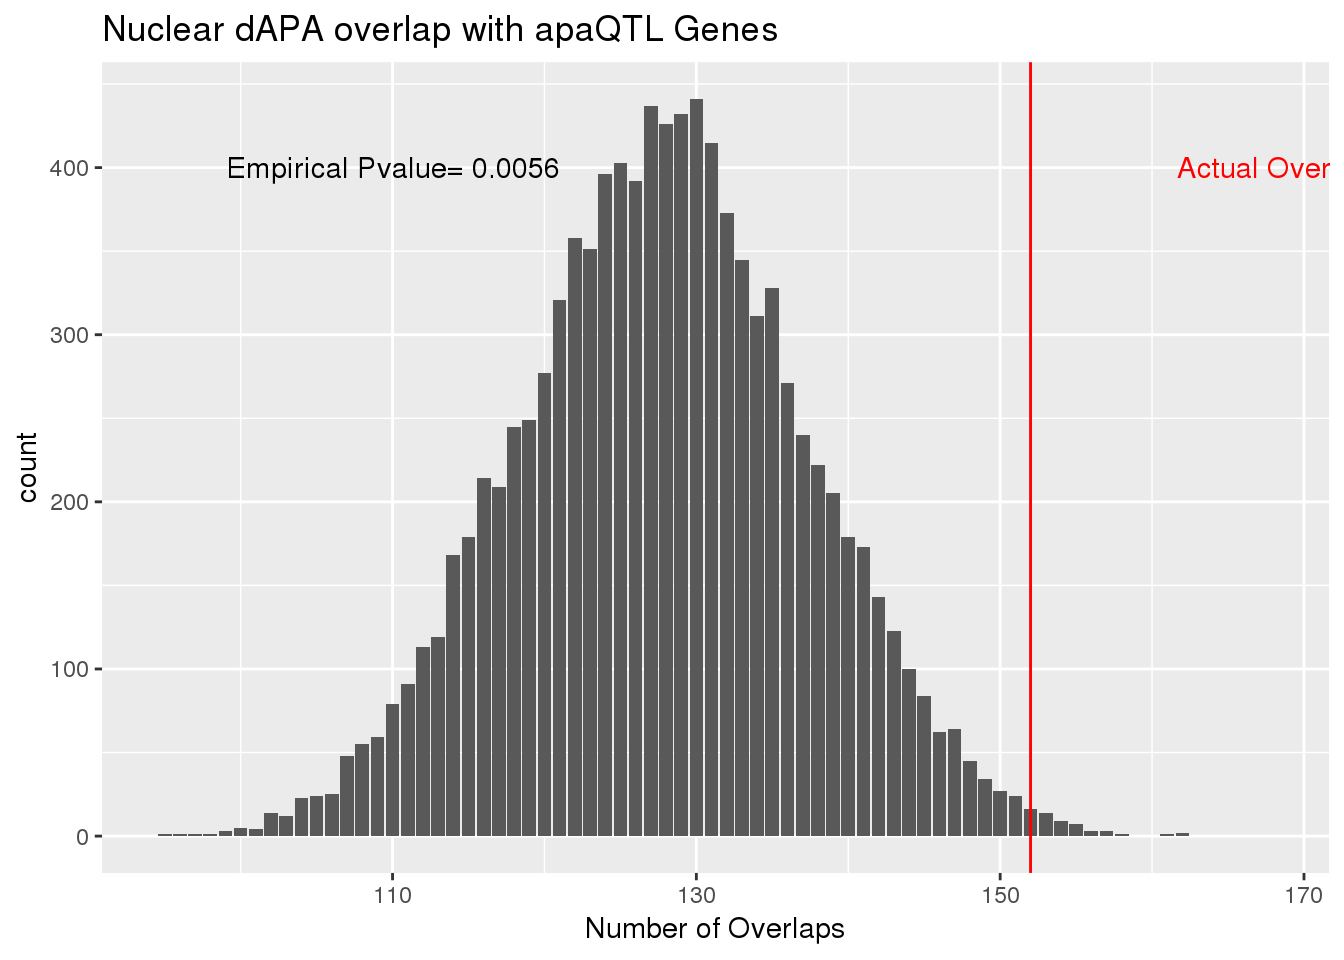 Nuclear dAPA overlap with apaQTL Genes
Empirical Pvalue= 0.0056
Actual Over
count
400
300
200
100
0
110
130
150
170
Number of Overlaps